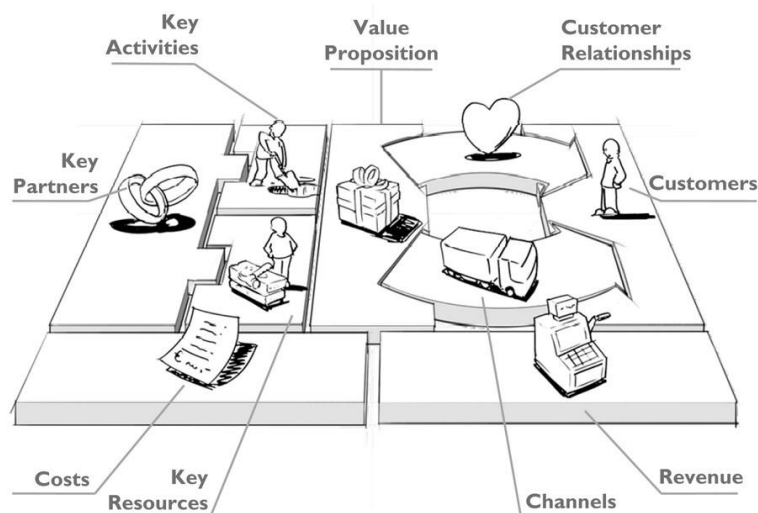 Key
Activities
Value
Proposition
Customer
Relationships
Key
Partners
Customers
Costs
Key
Resources
Channels
Revenue